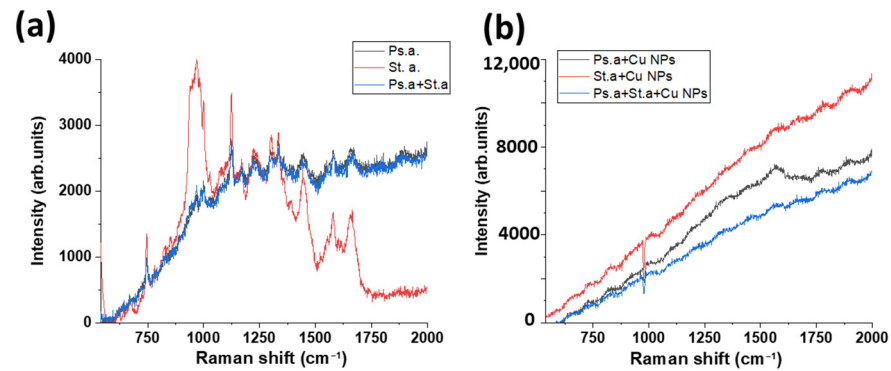 (a)
Ps.a.
St. a.
Ps.a+St.a
4000
3000
2000
1000
0
Intensity (arb.units)
750
1000
1250
1500
1750
2000
Raman shift (cm⁻¹)
(b)
Ps.a+Cu NPs
St.a+Cu NPs
Ps.a+St.a+Cu NPs
12,000
8000
4000
0
Intensity (arb.units)
750
1000
1250
1500
1750
2000
Raman shift (cm⁻¹)